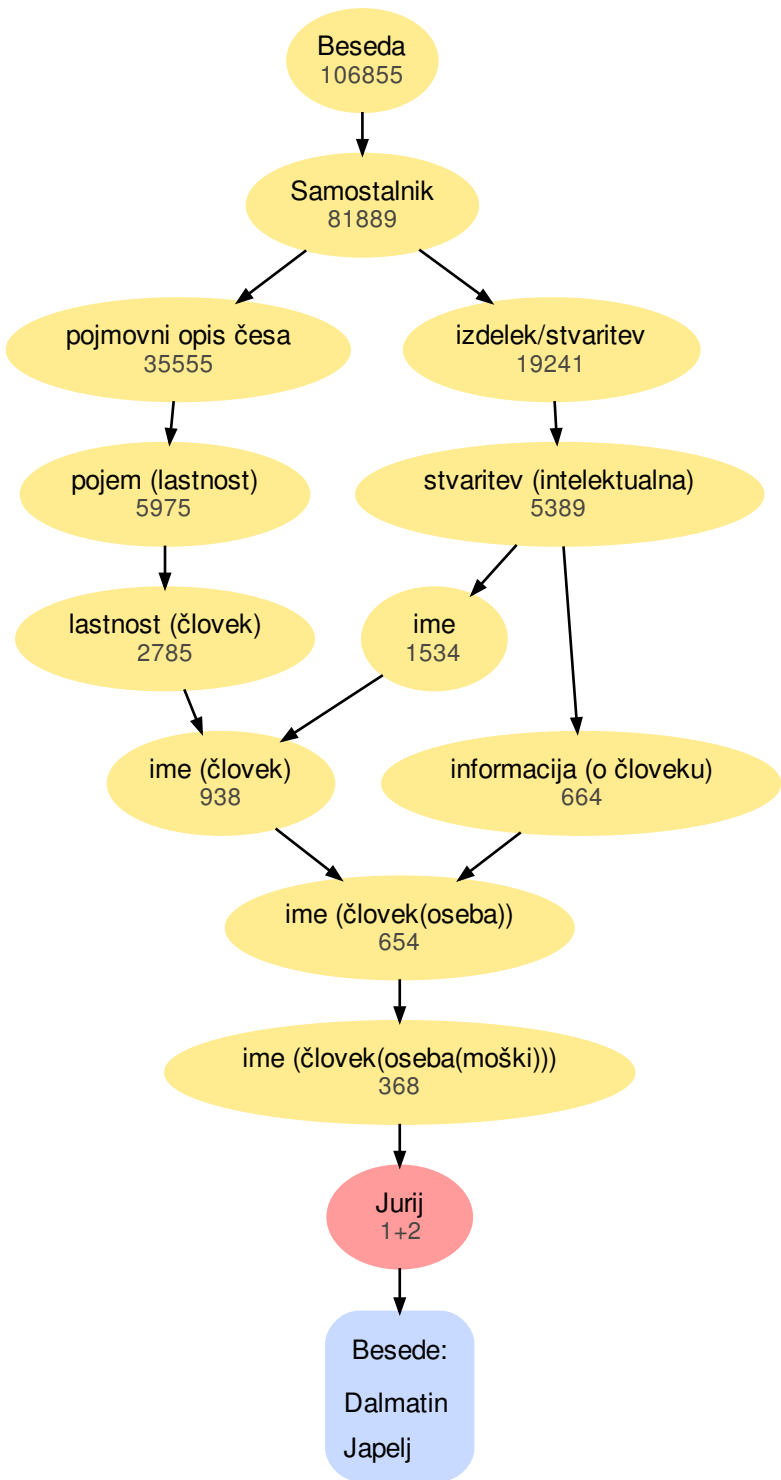 Beseda
106855
Samostalnik
81889
pojmovni opis česa
35555
izdelek/stvaritev
19241
pojem (lastnost)
5975
stvaritev (intelektualna)
5389
lastnost (človek)
2785
ime
1534
ime (človek)
938
informacija (o človeku)
664
ime (človek(oseba))
654
ime (človek(oseba(moški)))
368
Jurij
1+2
Besede:
Dalmatin
Japelj